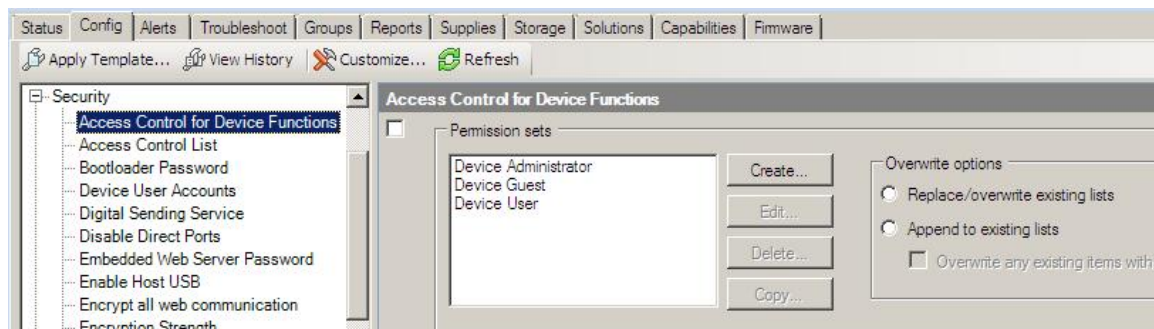 Status Config Alerts Troubleshoot Groups Reports Supplies Storage Solutions Capabilities Firmware
Apply Template... View History Customize... Refresh
Security
Access Control for Device Functions
Access Control List
Bootloader Password
Device User Accounts
Digital Sending Service
Disable Direct Ports
Embedded Web Server Password
Enable Host USB
Encrypt all web communication
Encryption Strength
Access Control for Device Functions
Permission sets
Device Administrator
Device Guest
Device User
Create...
Edit...
Delete...
Copy...
Overwrite options
Replace/overwrite existing lists
Append to existing lists
Overwrite any existing items with